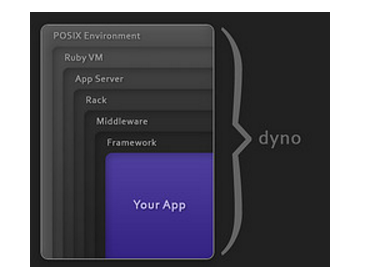 POSIX Environment
Ruby VM
App Server
Rack
Middleware
Framework
Your App
dyno